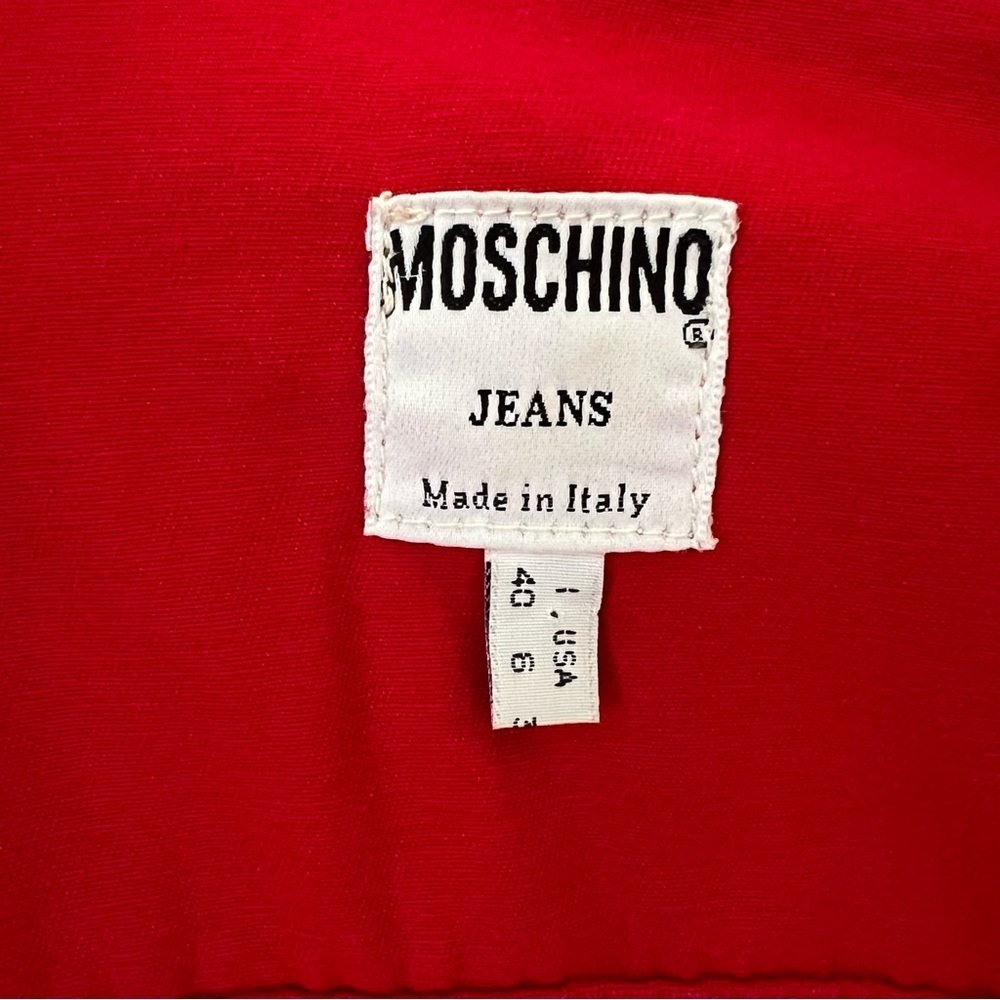 MOSCHINO
®
JEANS
Made in Italy
I, USA
40 6